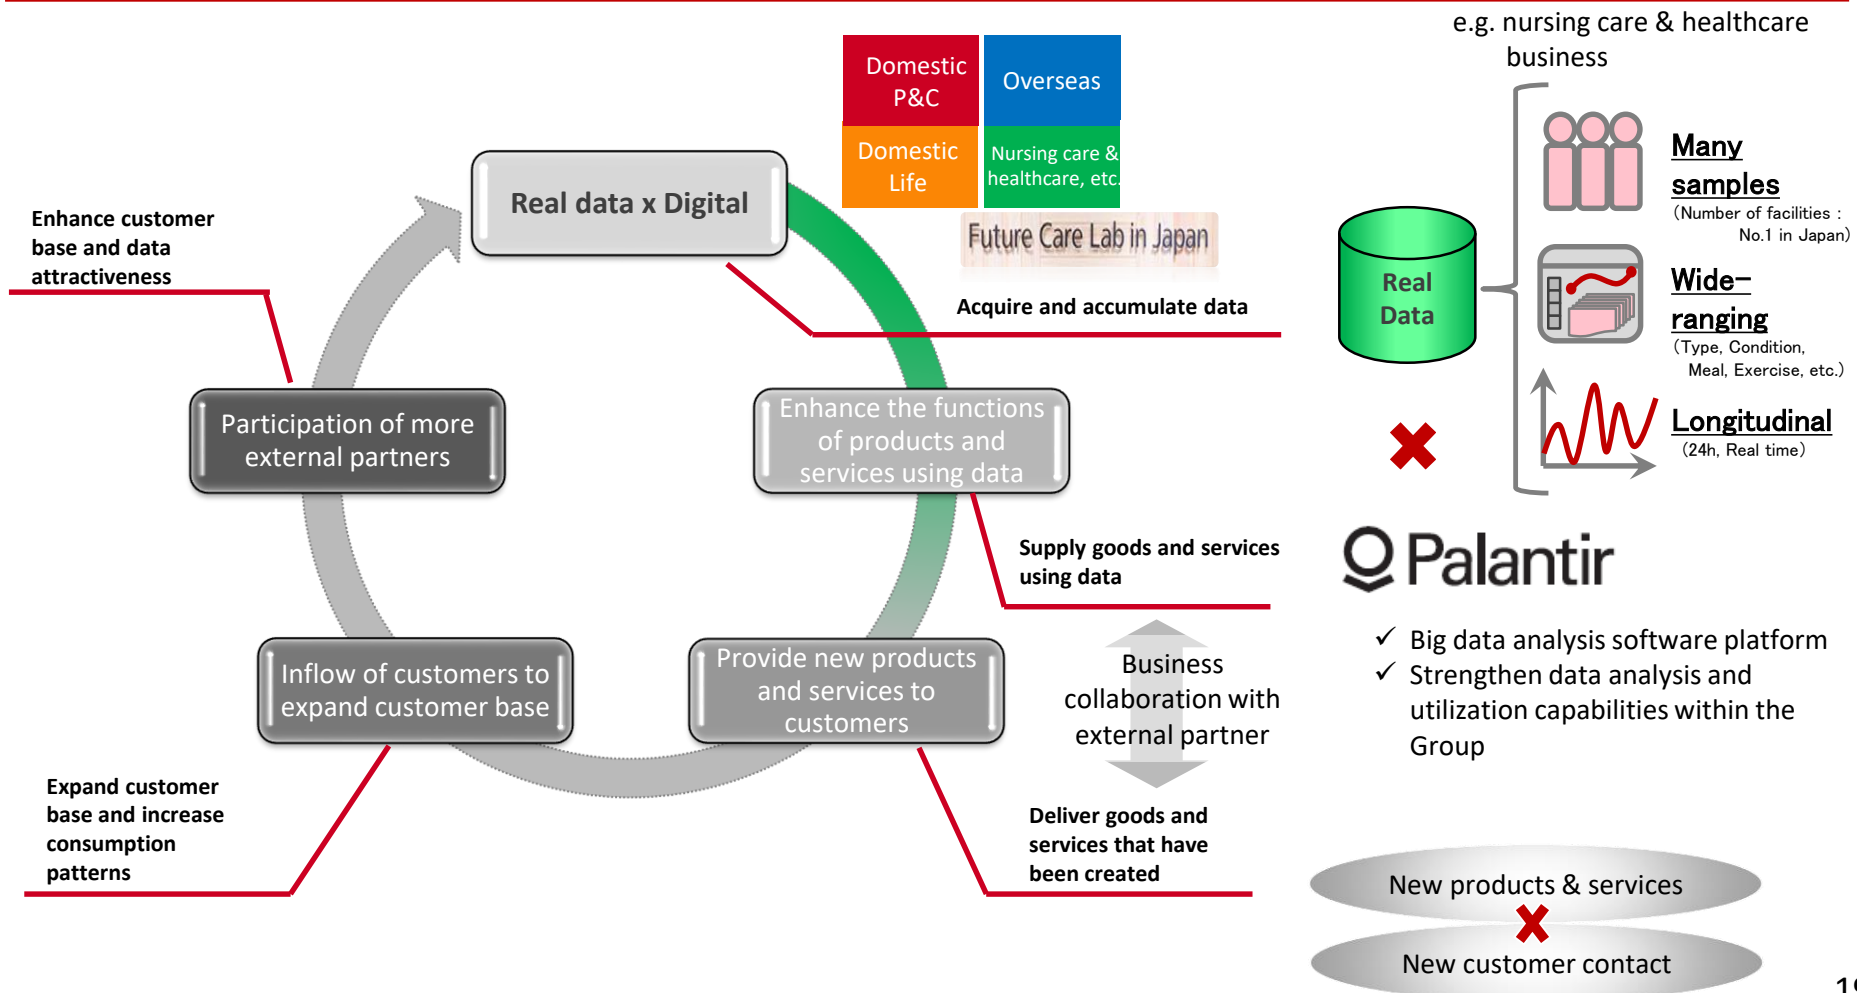 e.g. nursing care & healthcare
business
Domestic
P&C
Overseas
Domestic
Life
Nursing care &
healthcare, etc.
Future Care Lab in Japan
Real data x Digital
Acquire and accumulate data
Enhance customer
base and data
attractiveness
Participation of more
external partners
Enhance the functions
of products and
services using data
Supply goods and services
using data
Inflow of customers to
expand customer base
Provide new products
and services to
customers
Business
collaboration with
external partner
Expand customer
base and increase
consumption
patterns
Deliver goods and
services that have
been created
Real
Data
Many
samples
(Number of facilities :
No.1 in Japan)
Wide-
ranging
(Type, Condition,
Meal, Exercise, etc.)
Longitudinal
(24h, Real time)
Palantir
✓ Big data analysis software platform
✓ Strengthen data analysis and
utilization capabilities within the
Group
New products & services
New customer contact